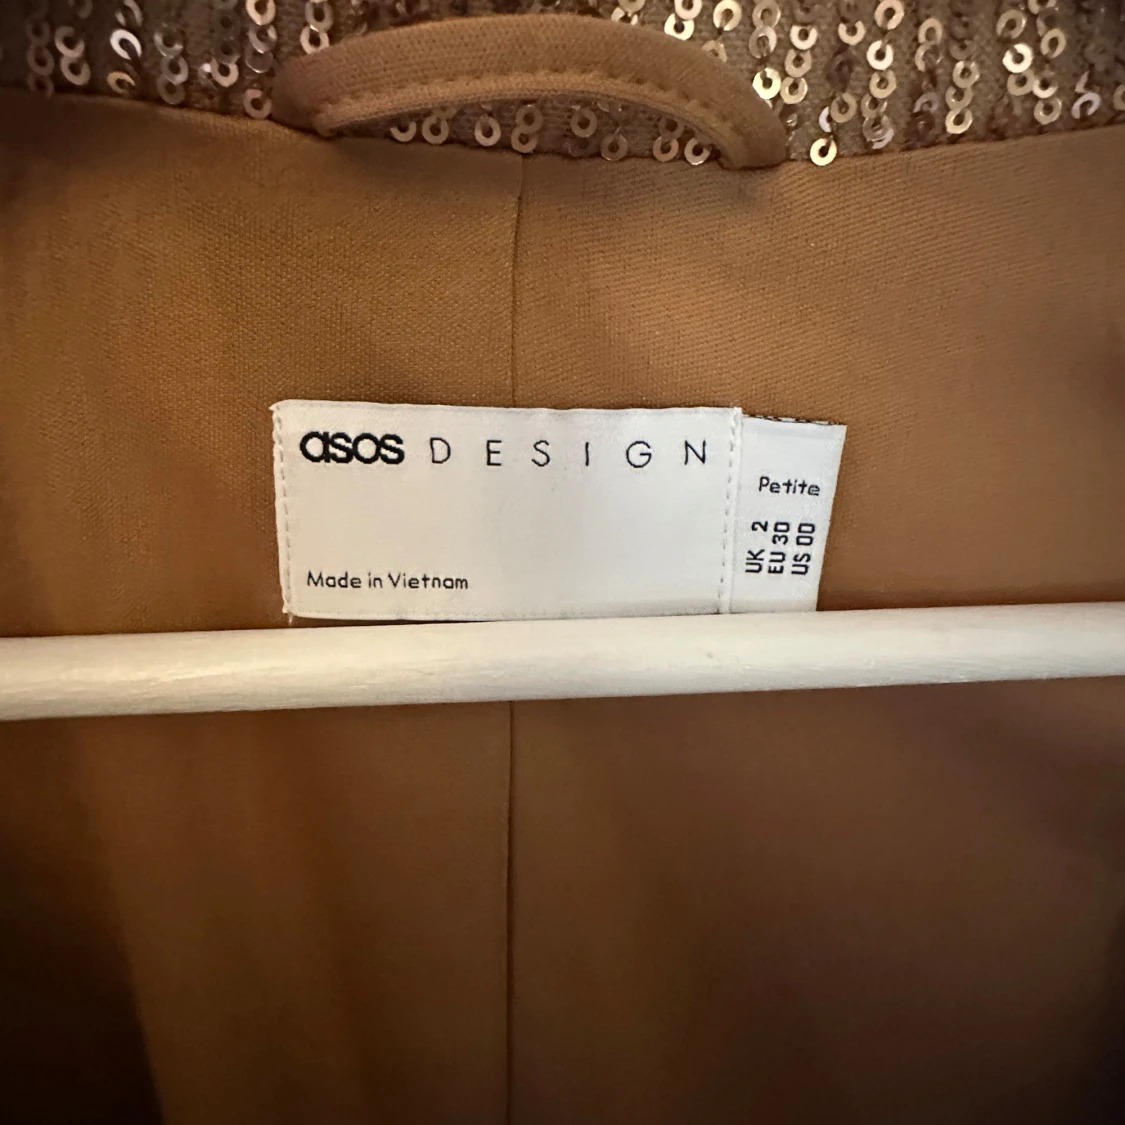 asos DESIGN
Made in Vietnam
Petite
UK 2
EU 30
US 00